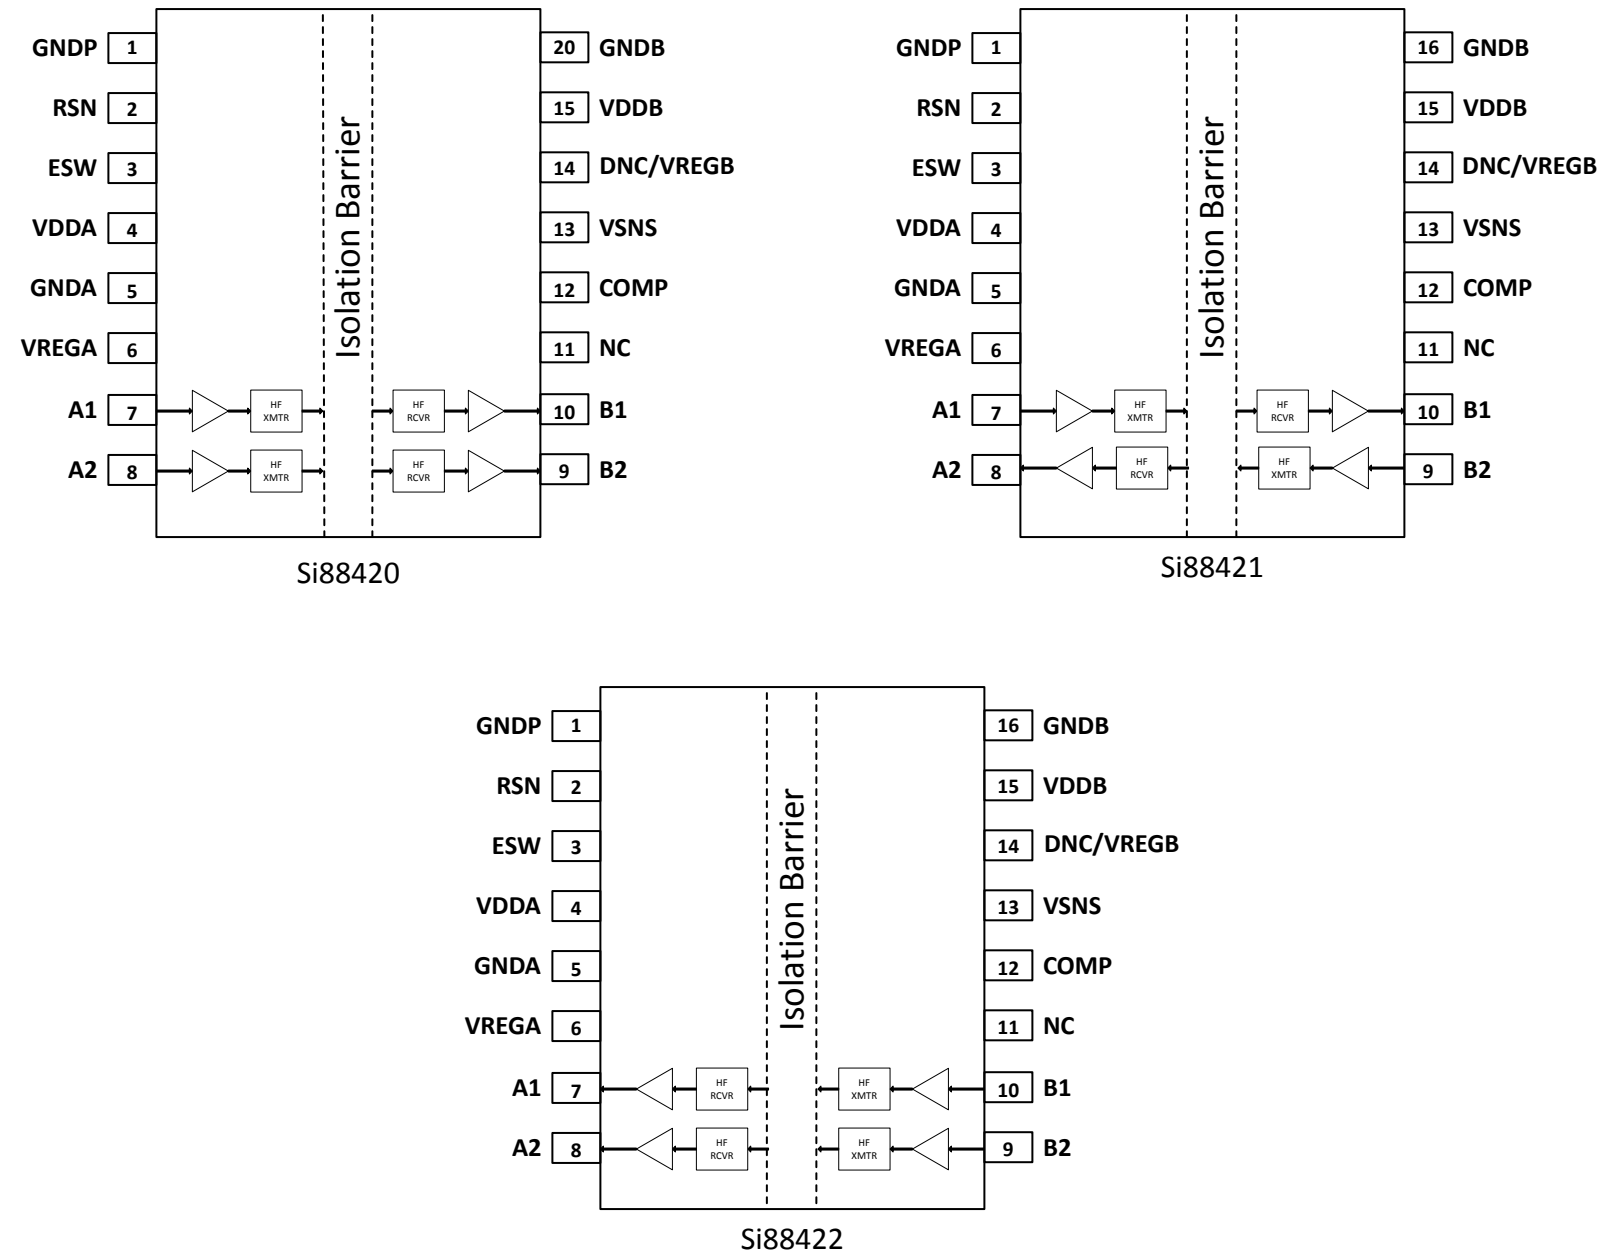 GNDP 1 20 GNDB
RSN 2 15 VDDB
ESW 3 14 DNC/VREGB
VDDA 4 13 VSNS
GNDA 5 12 COMP
VREGA 6 11 NC
A1 7 HF XMTR HF RCVR 10 B1
A2 8 HF XMTR HF RCVR 9 B2
Isolation Barrier
Si88420
GNDP 1 16 GNDB
RSN 2 15 VDDB
ESW 3 14 DNC/VREGB
VDDA 4 13 VSNS
GNDA 5 12 COMP
VREGA 6 11 NC
A1 7 HF XMTR HF RCVR 10 B1
A2 8 HF RCVR HF XMTR 9 B2
Isolation Barrier
Si88421
GNDP 1 16 GNDB
RSN 2 15 VDDB
ESW 3 14 DNC/VREGB
VDDA 4 13 VSNS
GNDA 5 12 COMP
VREGA 6 11 NC
A1 7 HF RCVR HF XMTR 10 B1
A2 8 HF RCVR HF XMTR 9 B2
Isolation Barrier
Si88422